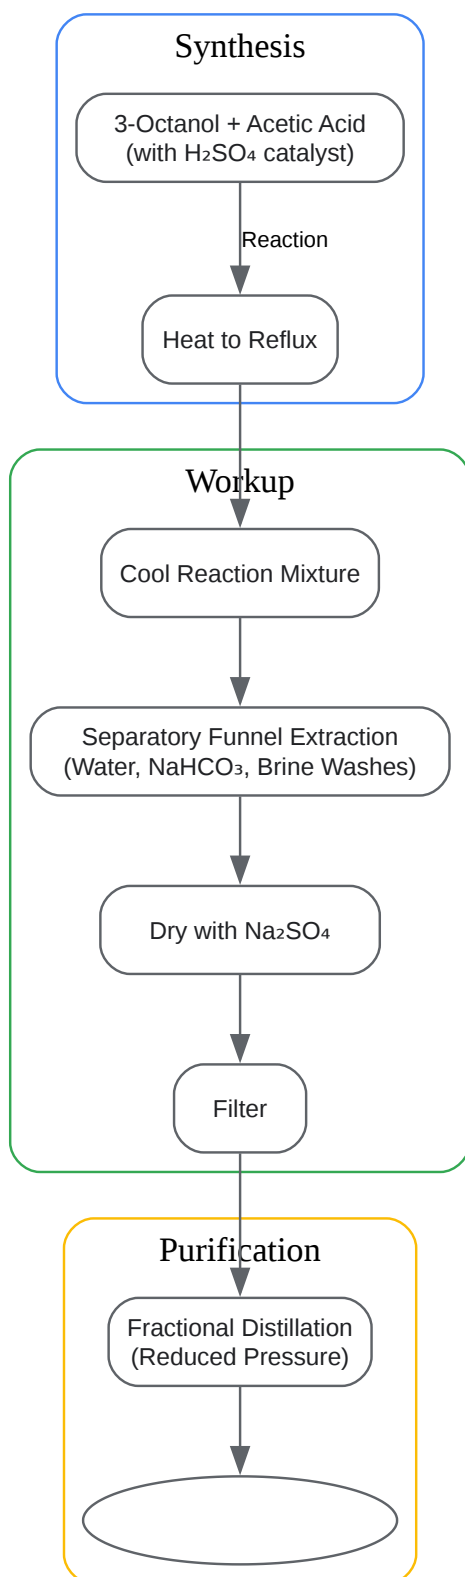 Synthesis
3-Octanol + Acetic Acid
(with H₂SO₄ catalyst)
Reaction
Heat to Reflux
Workup
Cool Reaction Mixture
Separatory Funnel Extraction
(Water, NaHCO₃, Brine Washes)
Dry with Na₂SO₄
Filter
Purification
Fractional Distillation
(Reduced Pressure)